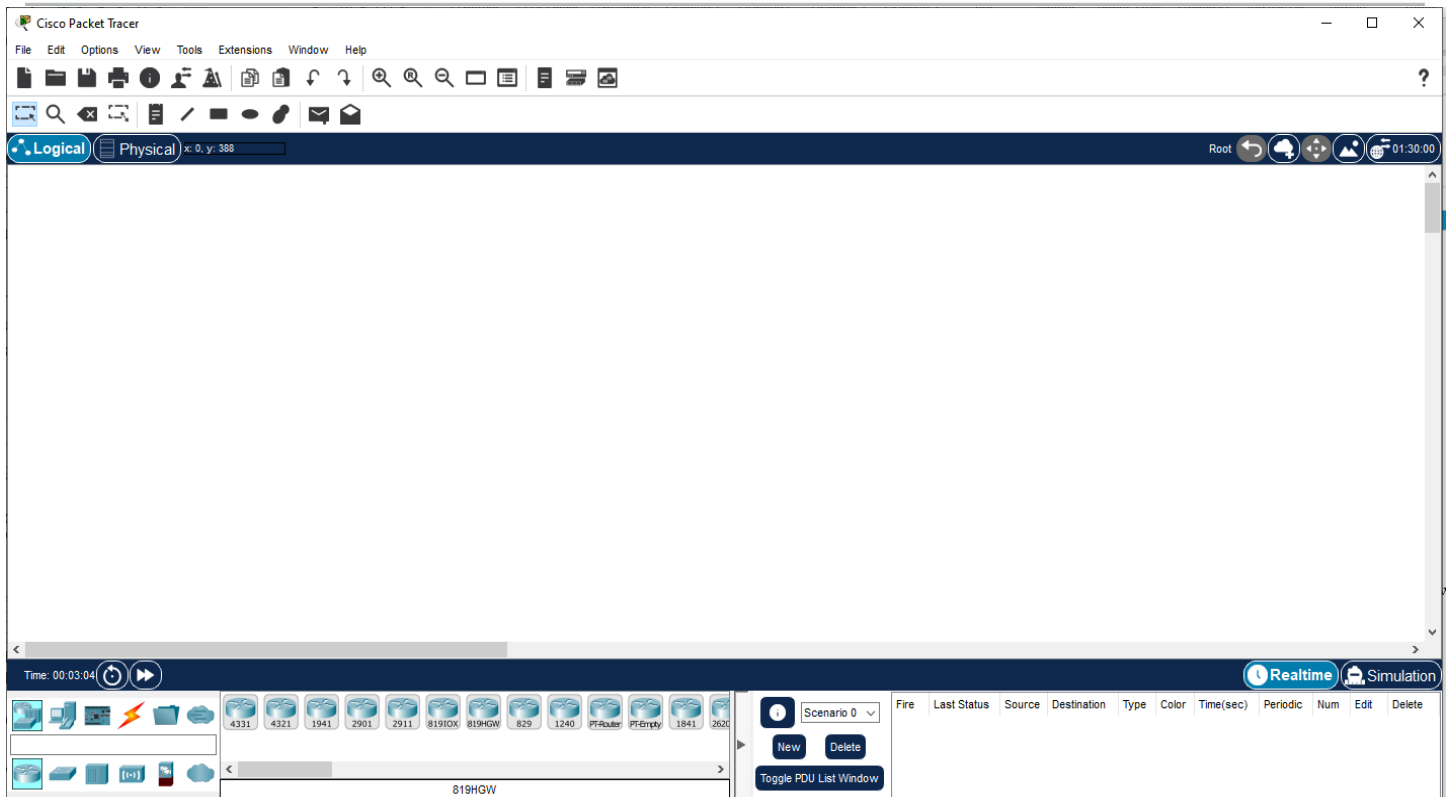 Cisco Packet Tracer
File Edit Options View Tools Extensions Window Help
?
Logical Physical x: 0, y: 388 Root 01:30:00
Time: 00:03:04 Realtime Simulation
4331 4321 1941 2901 2911 819IOX 819HGW 829 1240 PT-Router PT-Empty 1841 262
Scenario 0 Fire Last Status Source Destination Type Color Time(sec) Periodic Num Edit Delete
New Delete
Toggle PDU List Window
819HGW